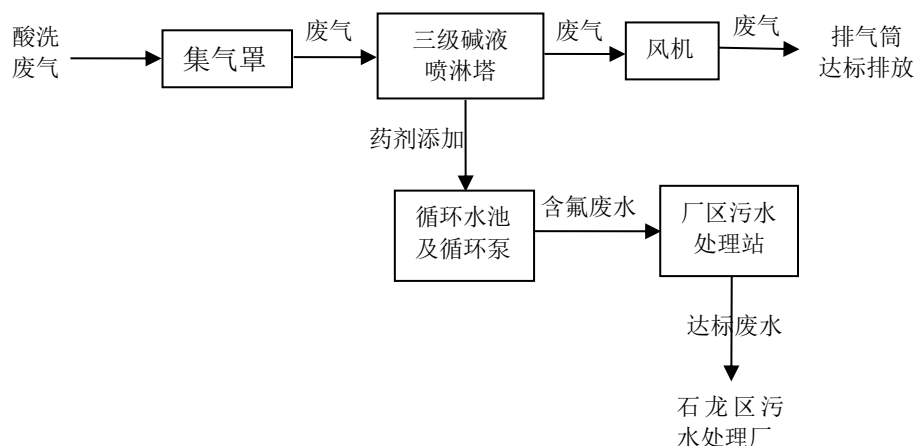 酸洗
废气
集气罩
废气
三级碱液
喷淋塔
废气
风机
废气
排气筒
达标排放
药剂添加
循环水池
及循环泵
含氟废水
厂区污水
处理站
达标废水
石龙区污
水处理厂